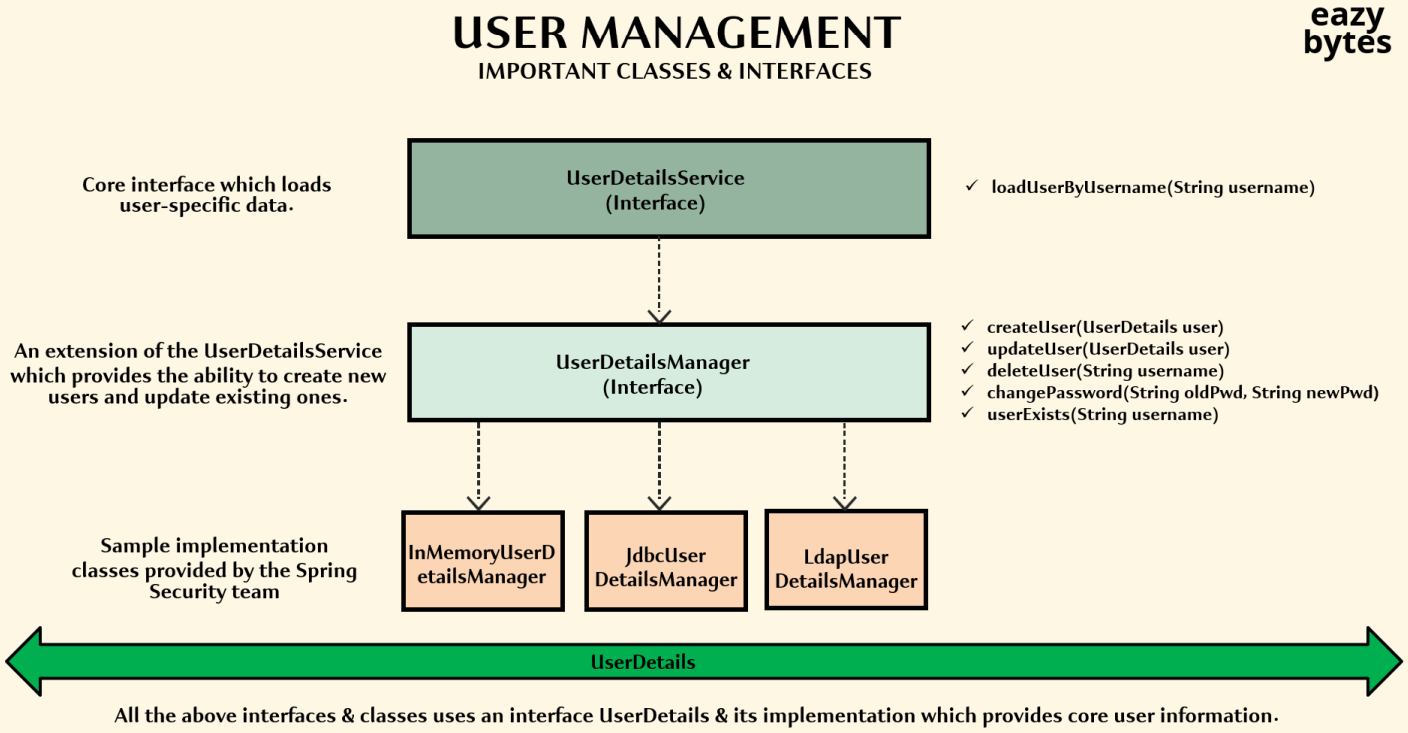 USER MANAGEMENT
IMPORTANT CLASSES & INTERFACES
eazy
bytes
Core interface which loads
user-specific data.
UserDetailsService
(Interface)
✓ loadUserByUsername(String username)
An extension of the UserDetailsService
which provides the ability to create new
users and update existing ones.
UserDetailsManager
(Interface)
✓ createUser(UserDetails user)
✓ updateUser(UserDetails user)
✓ deleteUser(String username)
✓ changePassword(String oldPwd, String newPwd)
✓ userExists(String username)
Sample implementation
classes provided by the Spring
Security team
InMemoryUserD
etailsManager
JdbcUser
DetailsManager
LdapUser
DetailsManager
UserDetails
All the above interfaces & classes uses an interface UserDetails & its implementation which provides core user information.